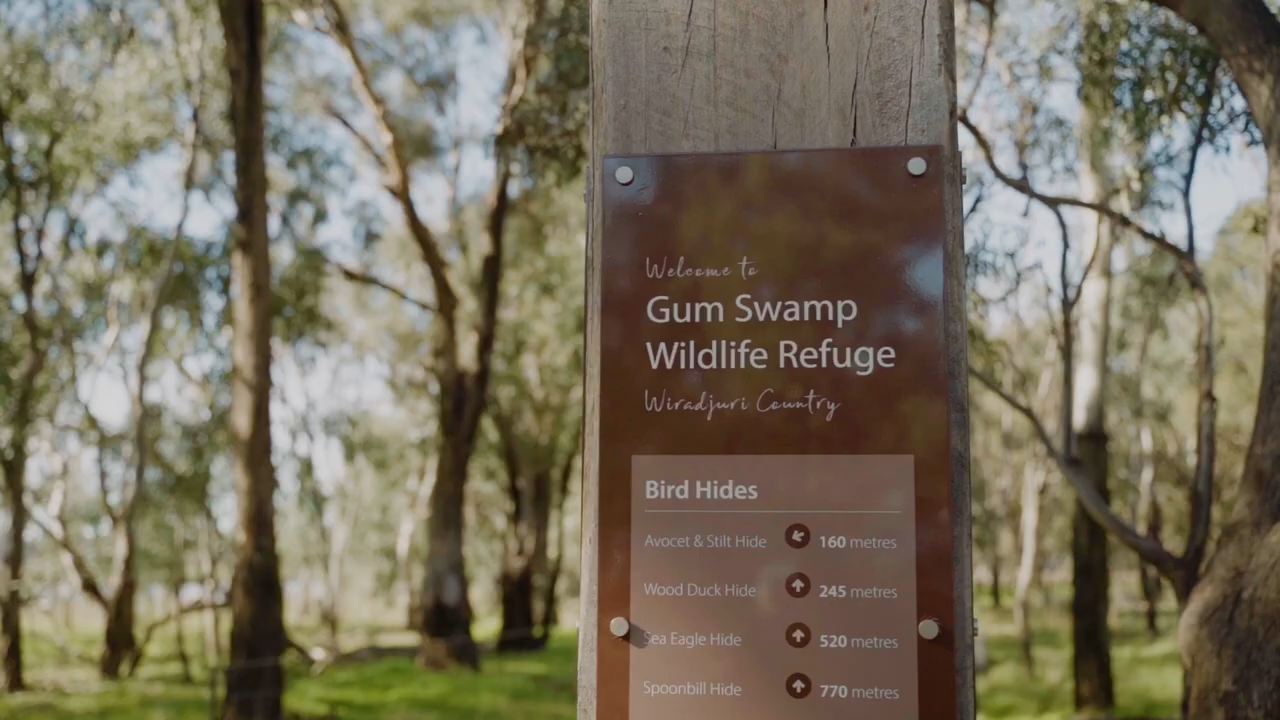 Welcome to
Gum Swamp
Wildlife Refuge
Wiradjuri Country
Bird Hides
Avocet & Stilt Hide 160 metres
Wood Duck Hide 245 metres
Sea Eagle Hide 520 metres
Spoonbill Hide 770 metres